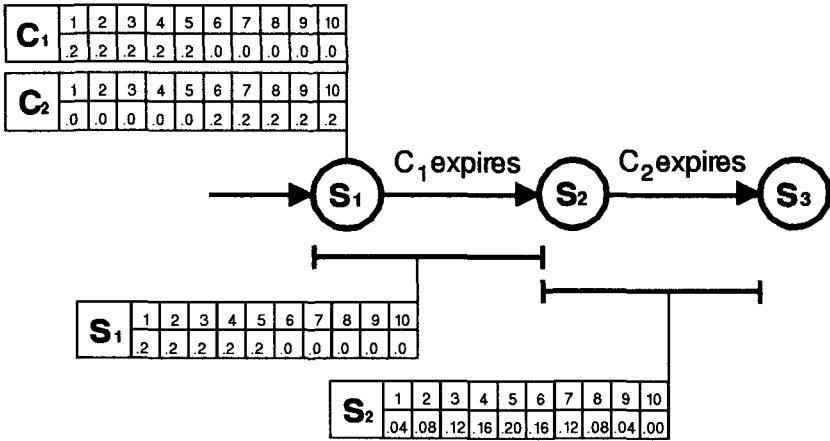 C1 1 2 3 4 5 6 7 8 9 10
.2 .2 .2 .2 .2 .0 .0 .0 .0 .0
C2 1 2 3 4 5 6 7 8 9 10
.0 .0 .0 .0 .0 .2 .2 .2 .2 .2
C1 expires C2 expires
S1 S2 S3
S1 1 2 3 4 5 6 7 8 9 10
.2 .2 .2 .2 .2 .0 .0 .0 .0 .0
S2 1 2 3 4 5 6 7 8 9 10
.04 .08 .12 .16 .20 .16 .12 .08 .04 .00